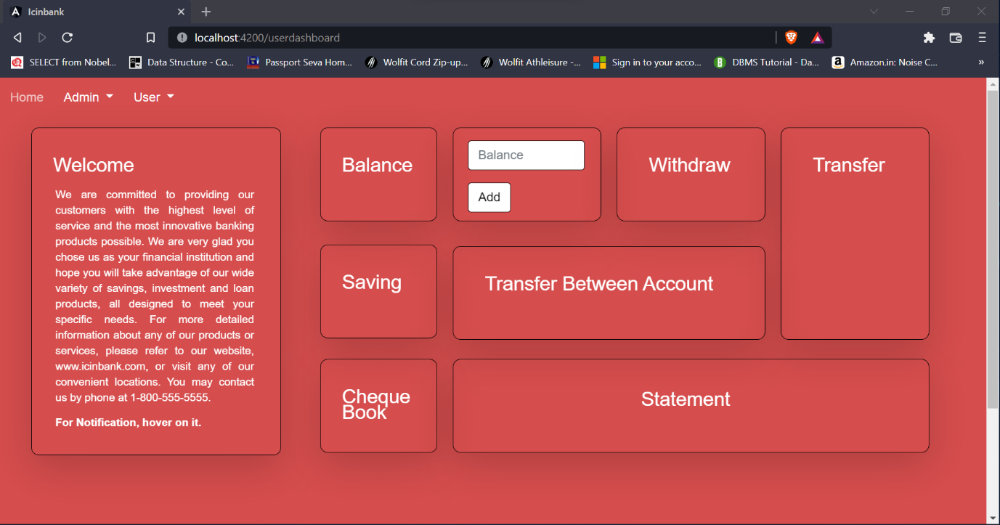 Icinbank
localhost:4200/userdashboard
SELECT from Nobel...
Data Structure - Co...
Passport Seva Hom...
Wolfit Cord Zip-up...
Wolfit Athleisure -...
Sign in to your acco...
DBMS Tutorial - Da...
Amazon.in: Noise C...
»
Home
Admin
User
Welcome
We are committed to providing our
customers with the highest level of
service and the most innovative banking
products possible. We are very glad you
chose us as your financial institution and
hope you will take advantage of our wide
variety of savings, investment and loan
products, all designed to meet your
specific needs. For more detailed
information about any of our products or
services, please refer to our website,
www.icinbank.com, or visit any of our
convenient locations. You may contact
us by phone at 1-800-555-5555.
For Notification, hover on it.
Balance
Balance
Add
Withdraw
Transfer
Saving
Transfer Between Account
Cheque
Book
Statement